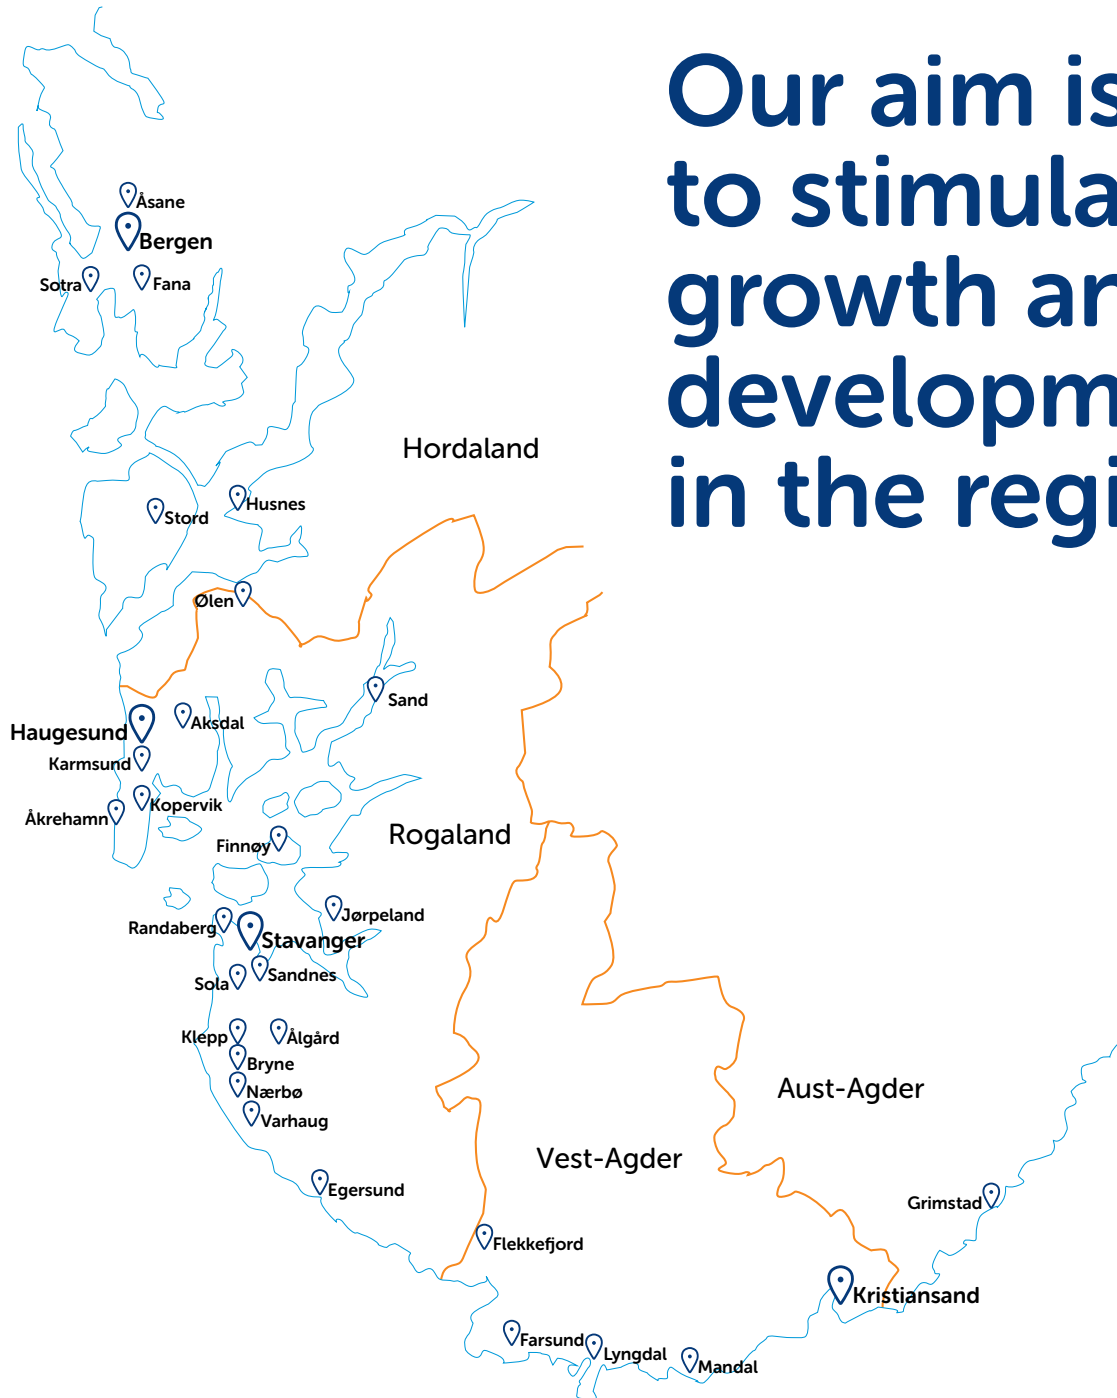 Our aim is
to stimula
growth an
developm
in the regi
Åsane
Bergen
Sotra
Fana
Hordaland
Husnes
Stord
Ølen
Sand
Aksdal
Haugesund
Karmsund
Kopervik
Åkrehamn
Rogaland
Finnøy
Jørpeland
Randaberg
Stavanger
Sandnes
Sola
Klepp
Ålgård
Bryne
Nærbø
Varhaug
Aust-Agder
Vest-Agder
Egersund
Grimstad
Flekkefjord
Kristiansand
Farsund
Lyngdal
Mandal